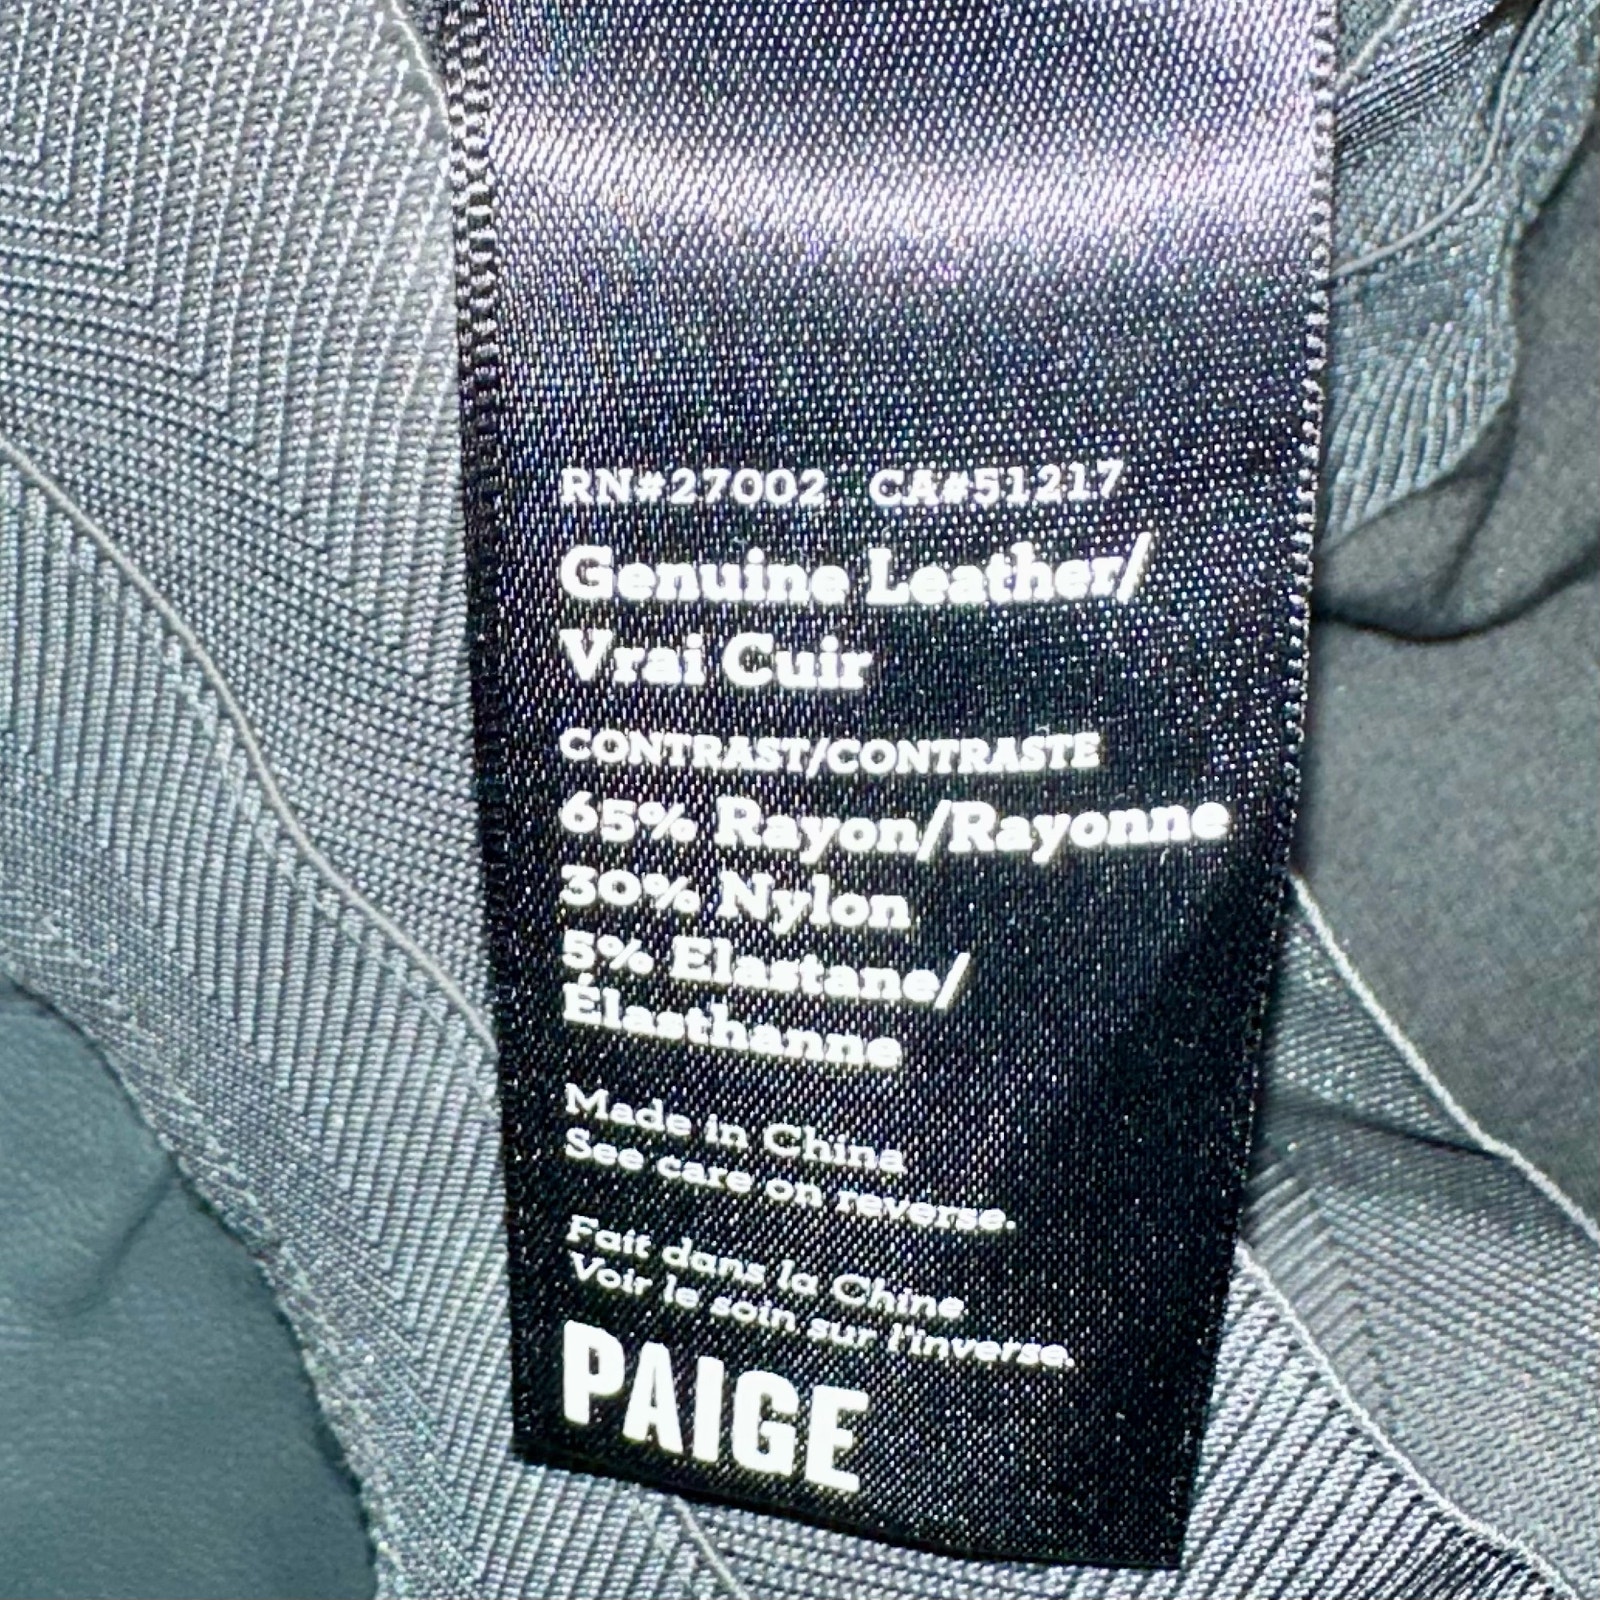 RN#27002 CA#51217
Genuine Leather/
Vrai Cuir
CONTRAST/CONTRASTE
65% Rayon/Rayonne
30% Nylon
5% Elastane/
Élasthanne
Made in China
See care on reverse.
Fait dans la Chine.
Voir le soin sur l'inverse.
PAIGE